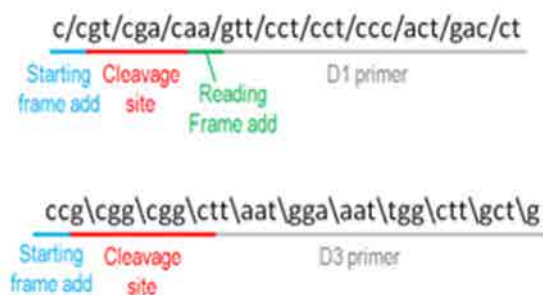 c/cgt/cga/caa/gtt/cct/cct/ccc/act/gac/ct
Starting Cleavage D1 primer
frame add site Reading
Frame add
ccg\cgg\cgg\ctt\aat\gga\aat\tgg\ctt\gct\g
Starting Cleavage D3 primer
frame add site